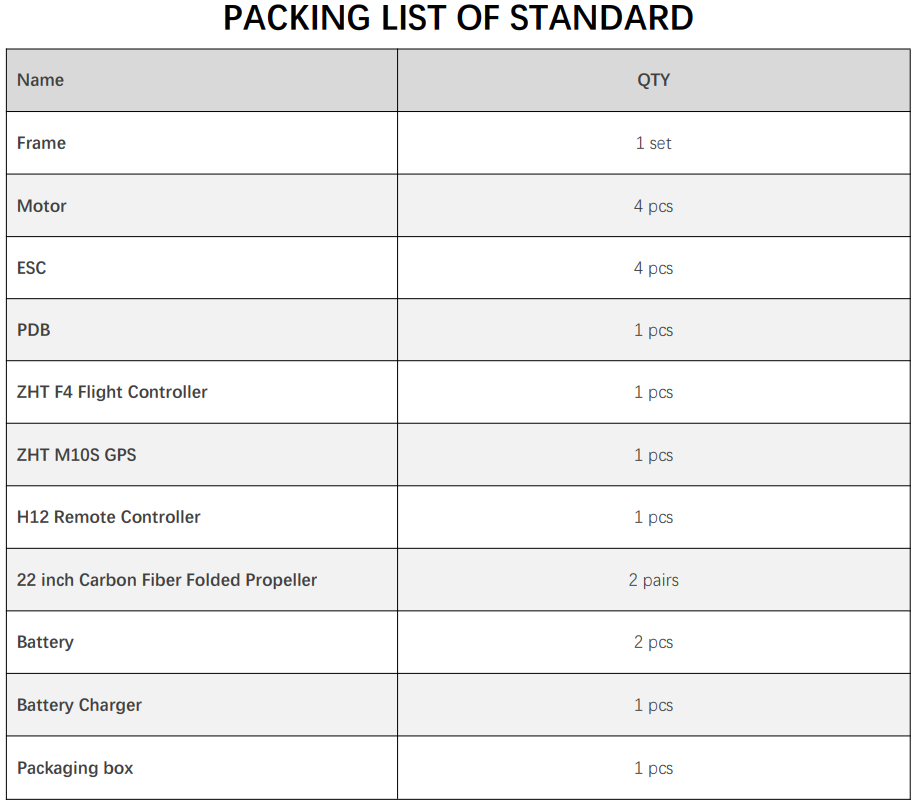 PACKING LIST OF STANDARD
Name QTY
Frame 1 set
Motor 4 pcs
ESC 4 pcs
PDB 1 pcs
ZHT F4 Flight Controller 1 pcs
ZHT M10S GPS 1 pcs
H12 Remote Controller 1 pcs
22 inch Carbon Fiber Folded Propeller 2 pairs
Battery 2 pcs
Battery Charger 1 pcs
Packaging box 1 pcs